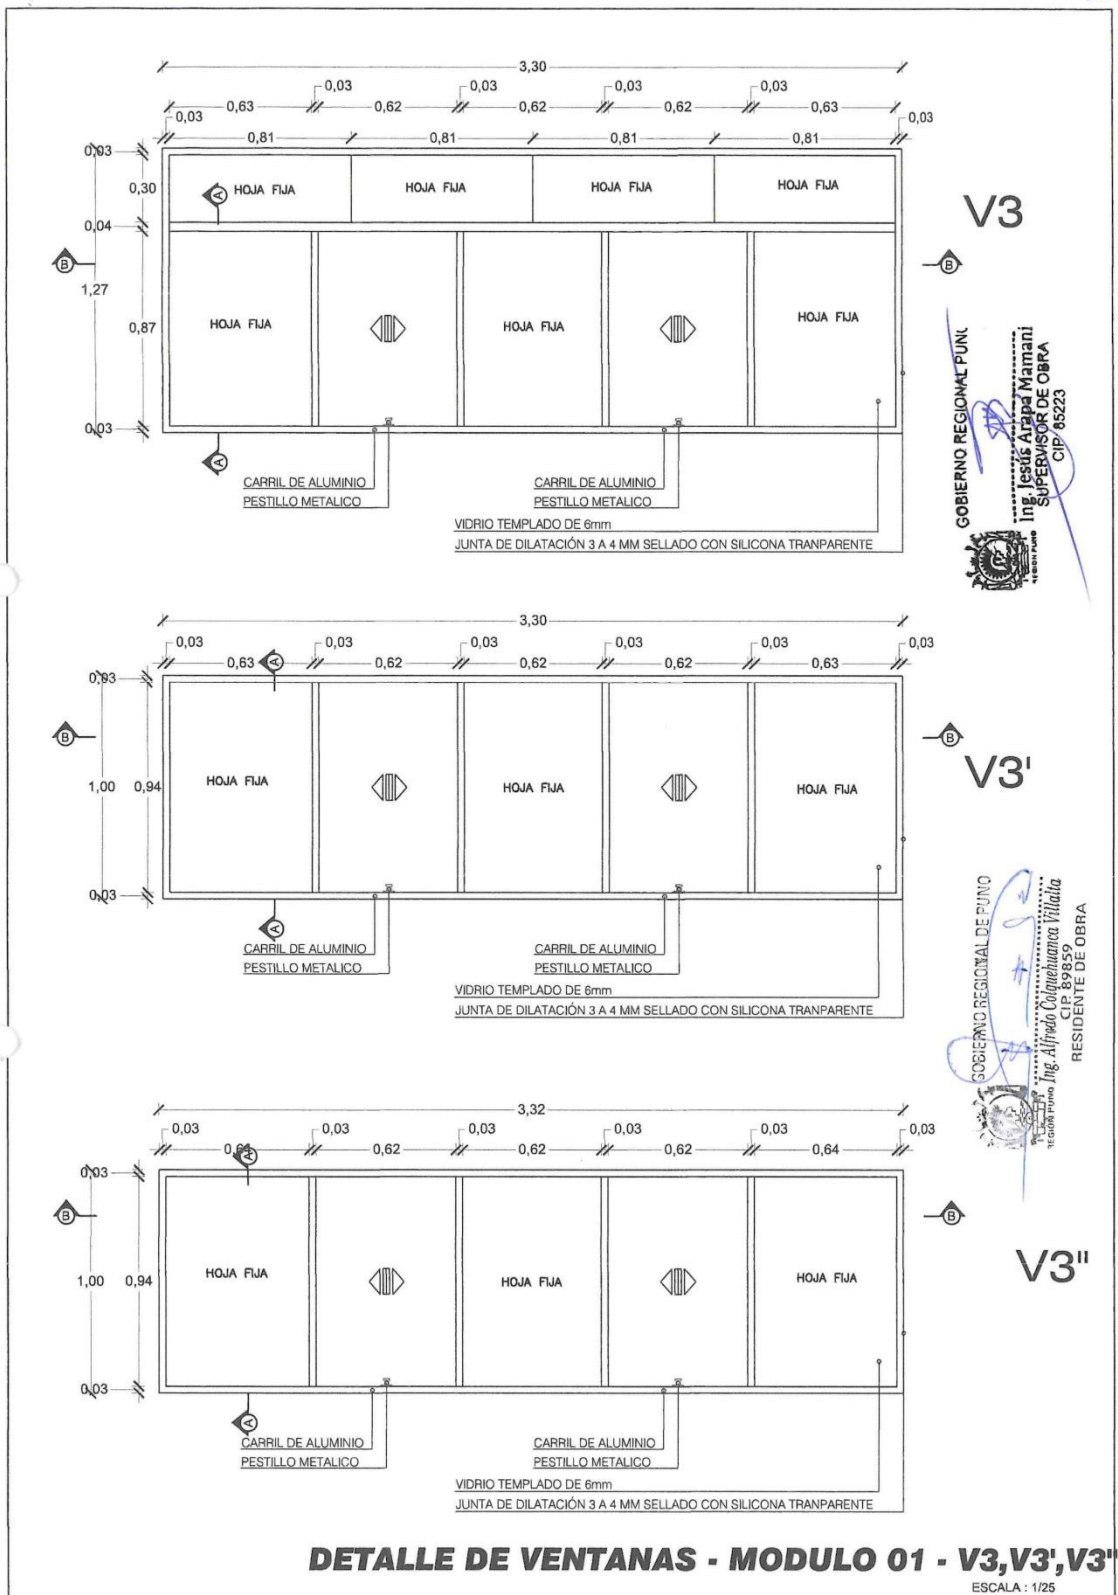 3,30
0,03 0,03 0,03 0,03
0,63 0,62 0,62 0,62 0,63
0,03 0,03
0,81 0,81 0,81 0,81
0,03
0,30
0,04
1,27
0,87
0,03
HOJA FIJA HOJA FIJA HOJA FIJA HOJA FIJA
A
B B
HOJA FIJA HOJA FIJA HOJA FIJA
A
V3
CARRIL DE ALUMINIO CARRIL DE ALUMINIO
PESTILLO METALICO PESTILLO METALICO
VIDRIO TEMPLADO DE 6mm
JUNTA DE DILATACIÓN 3 A 4 MM SELLADO CON SILICONA TRANPARENTE
GOBIERNO REGIONAL PUN
Ing. Jesús Arapa Mamani
SUPERVISOR DE OBRA
CIP. 85223
REGION PUNO
3,30
0,03 0,03 0,03 0,03 0,03 0,03
0,63 0,62 0,62 0,62 0,63
A
0,03
1,00 0,94
0,03
B B
HOJA FIJA HOJA FIJA HOJA FIJA
A
V3'
CARRIL DE ALUMINIO CARRIL DE ALUMINIO
PESTILLO METALICO PESTILLO METALICO
VIDRIO TEMPLADO DE 6mm
JUNTA DE DILATACIÓN 3 A 4 MM SELLADO CON SILICONA TRANPARENTE
GOBIERNO REGIONAL DE PUNO
Ing. Alfredo Colquehuanca Villalta
CIP. 89859
RESIDENTE DE OBRA
REGION PUNO
3,32
0,03 0,03 0,03 0,03 0,03 0,03
0,64 0,62 0,62 0,62 0,64
A
0,03
1,00 0,94
0,03
B B
HOJA FIJA HOJA FIJA HOJA FIJA
A
V3"
CARRIL DE ALUMINIO CARRIL DE ALUMINIO
PESTILLO METALICO PESTILLO METALICO
VIDRIO TEMPLADO DE 6mm
JUNTA DE DILATACIÓN 3 A 4 MM SELLADO CON SILICONA TRANPARENTE
DETALLE DE VENTANAS - MODULO 01 - V3,V3',V3"
ESCALA : 1/25